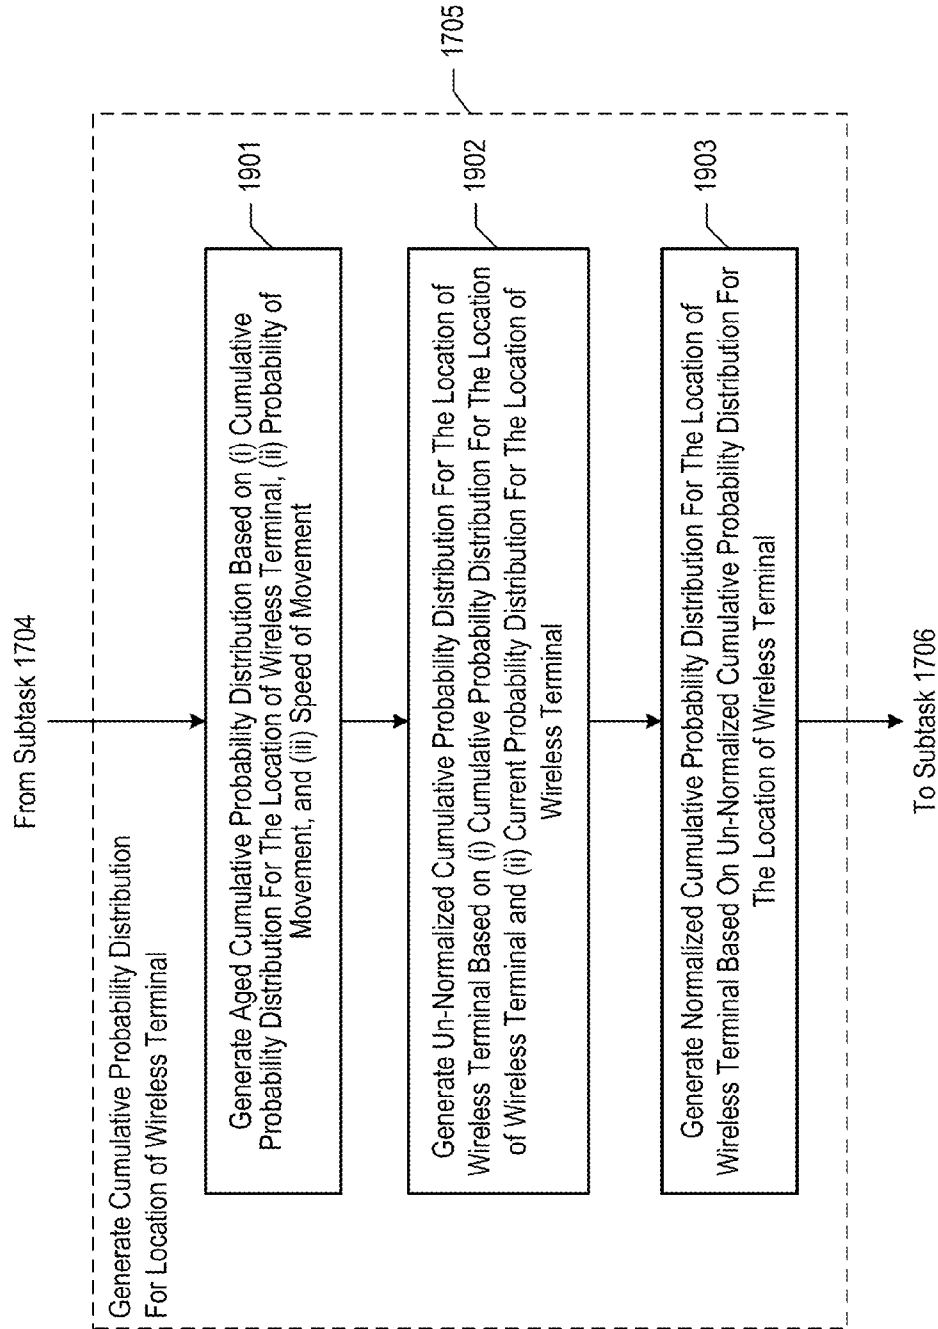 From Subtask 1704
1705
Generate Cumulative Probability Distribution
For Location of Wireless Terminal
1901
Generate Aged Cumulative Probability Distribution Based on (i) Cumulative
Probability Distribution For The Location of Wireless Terminal, (ii) Probability of
Movement, and (iii) Speed of Movement
1902
Generate Un-Normalized Cumulative Probability Distribution For The Location of
Wireless Terminal Based on (i) Cumulative Probability Distribution For The Location
of Wireless Terminal and (ii) Current Probability Distribution For The Location of
Wireless Terminal
1903
Generate Normalized Cumulative Probability Distribution For The Location of
Wireless Terminal Based On Un-Normalized Cumulative Probability Distribution For
The Location of Wireless Terminal
To Subtask 1706